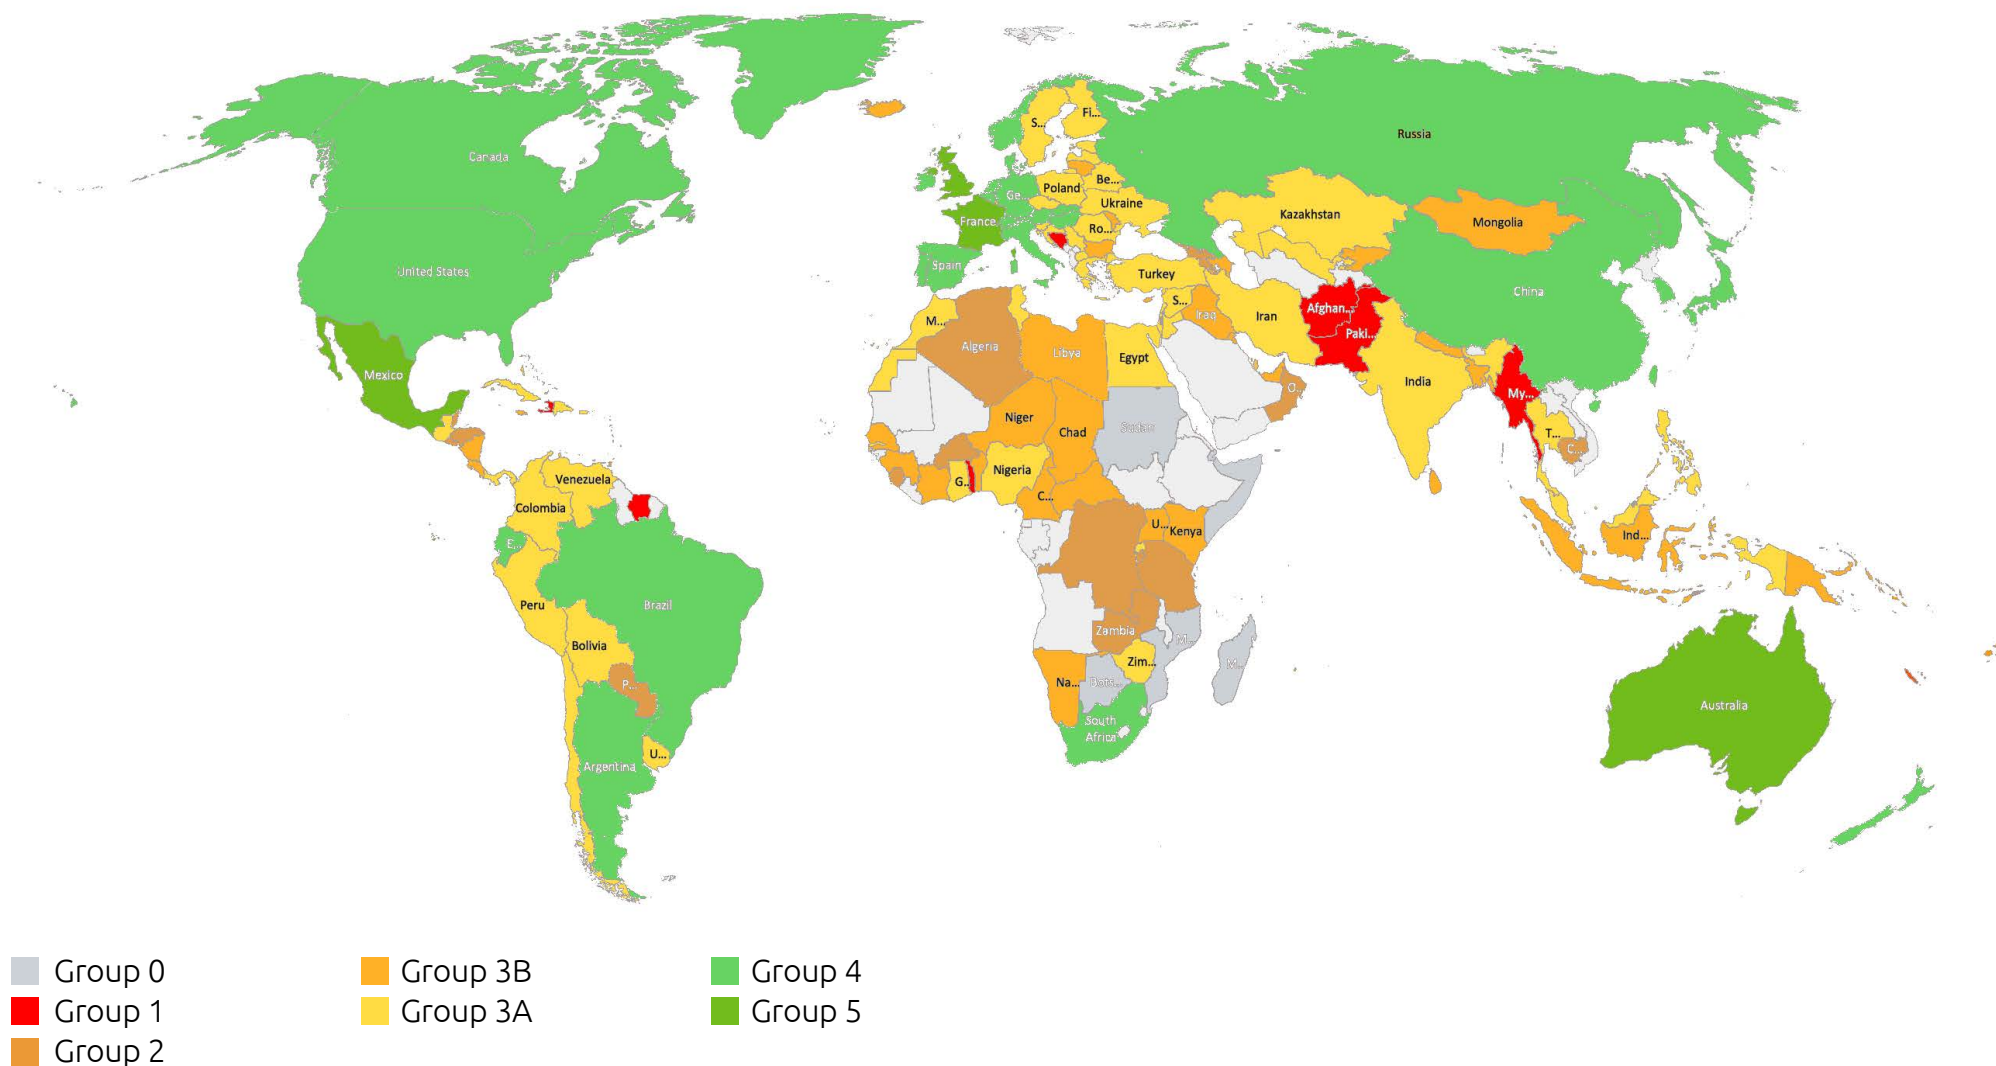 Canada
Russia
United States
Mexico
S...
Fi...
Poland
Be...
Ge...
Ukraine
France
Ro...
Spain
Turkey
Kazakhstan
Mongolia
China
M...
S...
Iraq
Iran
Afghan...
Paki...
Algeria
Libya
Egypt
O...
India
My...
T...
C...
Niger
Chad
Sudan
Nigeria
G...
C...
U...
Kenya
Venezuela
Colombia
E...
Peru
Brazil
Bolivia
P...
U...
Argentina
Ind...
Zambia
M...
Zim...
M...
Na...
Bots...
South
Africa
Australia
Group 0
Group 1
Group 2
Group 3B
Group 3A
Group 4
Group 5